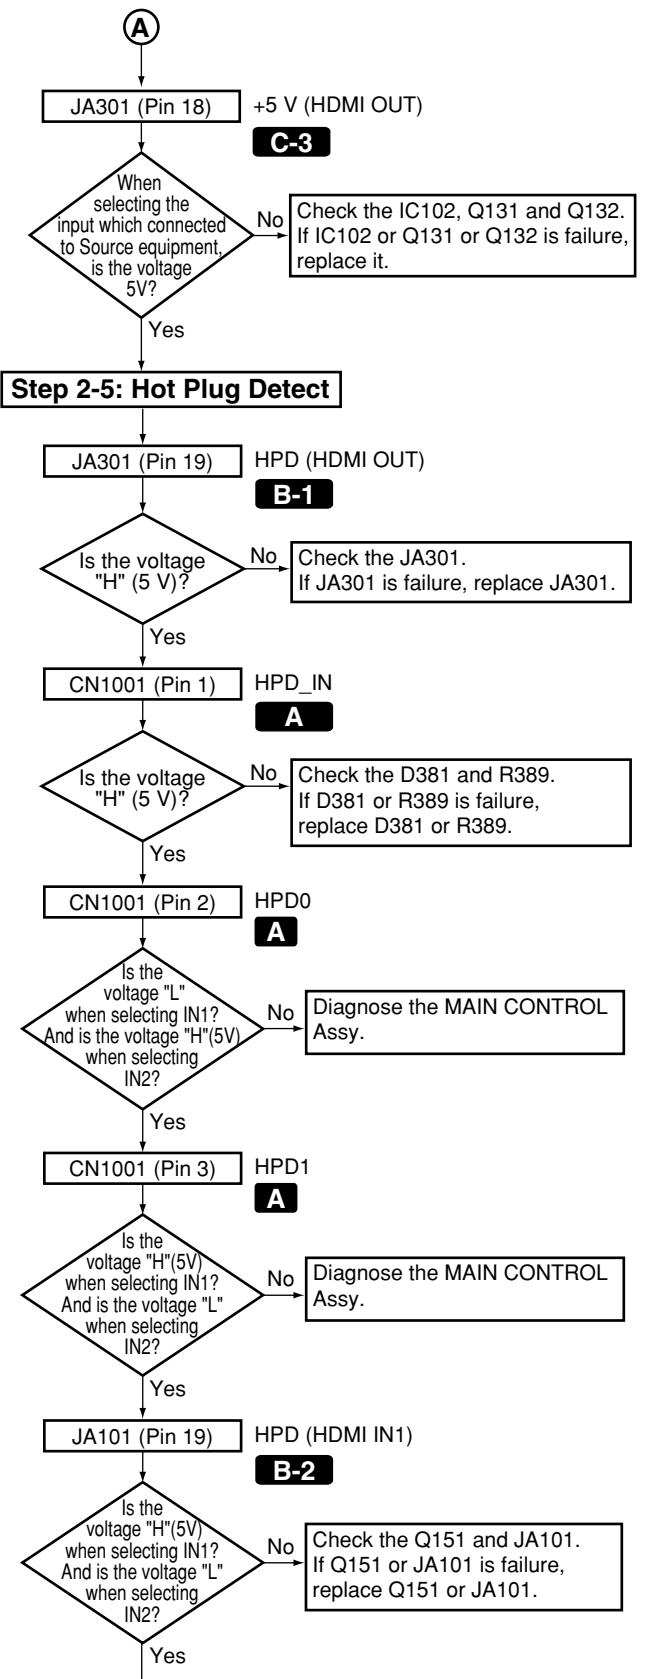 A
JA301 (Pin 18)
+5 V (HDMI OUT)
C-3
When
selecting the
input which connected
to Source equipment,
is the voltage
5V?
No
Check the IC102, Q131 and Q132.
If IC102 or Q131 or Q132 is failure,
replace it.
Yes
Step 2-5: Hot Plug Detect
JA301 (Pin 19)
HPD (HDMI OUT)
B-1
Is the voltage
"H" (5 V)?
No
Check the JA301.
If JA301 is failure, replace JA301.
Yes
CN1001 (Pin 1)
HPD_IN
A
Is the voltage
"H" (5 V)?
No
Check the D381 and R389.
If D381 or R389 is failure,
replace D381 or R389.
Yes
CN1001 (Pin 2)
HPD0
A
Is the
voltage "L"
when selecting IN1?
And is the voltage "H"(5V)
when selecting
IN2?
No
Diagnose the MAIN CONTROL
Assy.
Yes
CN1001 (Pin 3)
HPD1
A
Is the
voltage "H"(5V)
when selecting IN1?
And is the voltage "L"
when selecting
IN2?
No
Diagnose the MAIN CONTROL
Assy.
Yes
JA101 (Pin 19)
HPD (HDMI IN1)
B-2
Is the
voltage "H"(5V)
when selecting IN1?
And is the voltage "L"
when selecting
IN2?
No
Check the Q151 and JA101.
If Q151 or JA101 is failure,
replace Q151 or JA101.
Yes